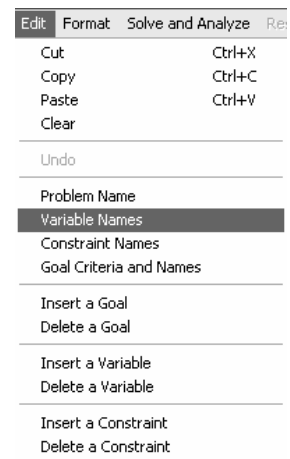 Edit Format Solve and Analyze Re
Cut Ctrl+X
Copy Ctrl+C
Paste Ctrl+V
Clear
Undo
Problem Name
Variable Names
Constraint Names
Goal Criteria and Names
Insert a Goal
Delete a Goal
Insert a Variable
Delete a Variable
Insert a Constraint
Delete a Constraint